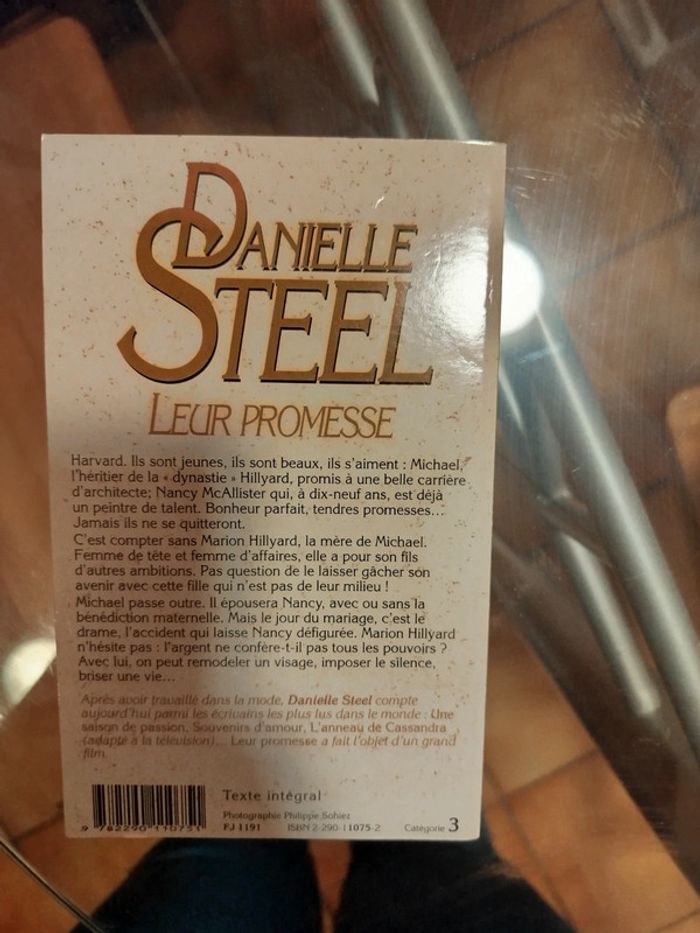 DANIELLE
STEEL
LEUR PROMESSE
Harvard. Ils sont jeunes, ils sont beaux, ils s'aiment : Michael,
l'héritier de la « dynastie » Hillyard, promis à une belle carrière
d'architecte; Nancy McAllister qui, à dix-neuf ans, est déjà
un peintre de talent. Bonheur parfait, tendres promesses...
Jamais ils ne se quitteront.
C'est compter sans Marion Hillyard, la mère de Michael.
Femme de tête et femme d'affaires, elle a pour son fils
d'autres ambitions. Pas question de le laisser gâcher son
avenir avec cette fille qui n'est pas de leur milieu !
Michael passe outre. Il épousera Nancy, avec ou sans la
bénédiction maternelle. Mais le jour du mariage, c'est le
drame, l'accident qui laisse Nancy défigurée. Marion Hillyard
n'hésite pas : l'argent ne confère-t-il pas tous les pouvoirs ?
Avec lui, on peut remodeler un visage, imposer le silence,
briser une vie...
Après avoir travaillé dans la mode, Danielle Steel compte
aujourd'hui parmi les écrivains les plus lus dans le monde : Une
saison de passion, Souvenirs d'amour, L'anneau de Cassandra
(adapté à la télévision)... Leur promesse a fait l'objet d'un grand
film.
Texte intégral
Photographie Philippe Sohiez
FJ 1191 ISBN 2-290-11075-2 Catégorie 3
9 782290 110751